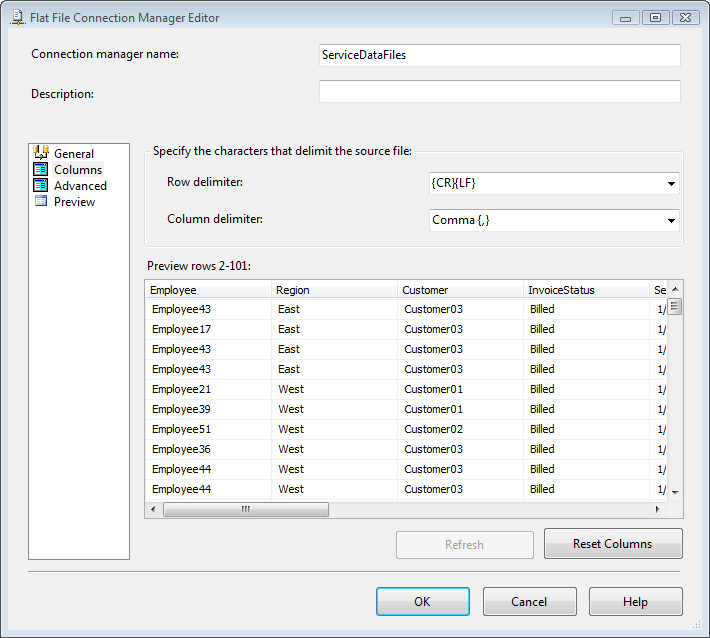 Flat File Connection Manager Editor
Connection manager name: ServiceDataFiles
Description:
General
Columns
Advanced
Preview
Specify the characters that delimit the source file:
Row delimiter: {CR}{LF}
Column delimiter: Comma {,}
Preview rows 2-101:
Employee Region Customer InvoiceStatus Se
Employee43 East Customer03 Billed 1/
Employee17 East Customer03 Billed 1/
Employee43 East Customer03 Billed 1/
Employee43 East Customer03 Billed 1/
Employee21 West Customer01 Billed 1/
Employee39 West Customer01 Billed 1/
Employee51 West Customer02 Billed 1/
Employee36 West Customer03 Billed 1/
Employee44 West Customer03 Billed 1/
Employee44 West Customer03 Billed 1/
Refresh Reset Columns
OK Cancel Help